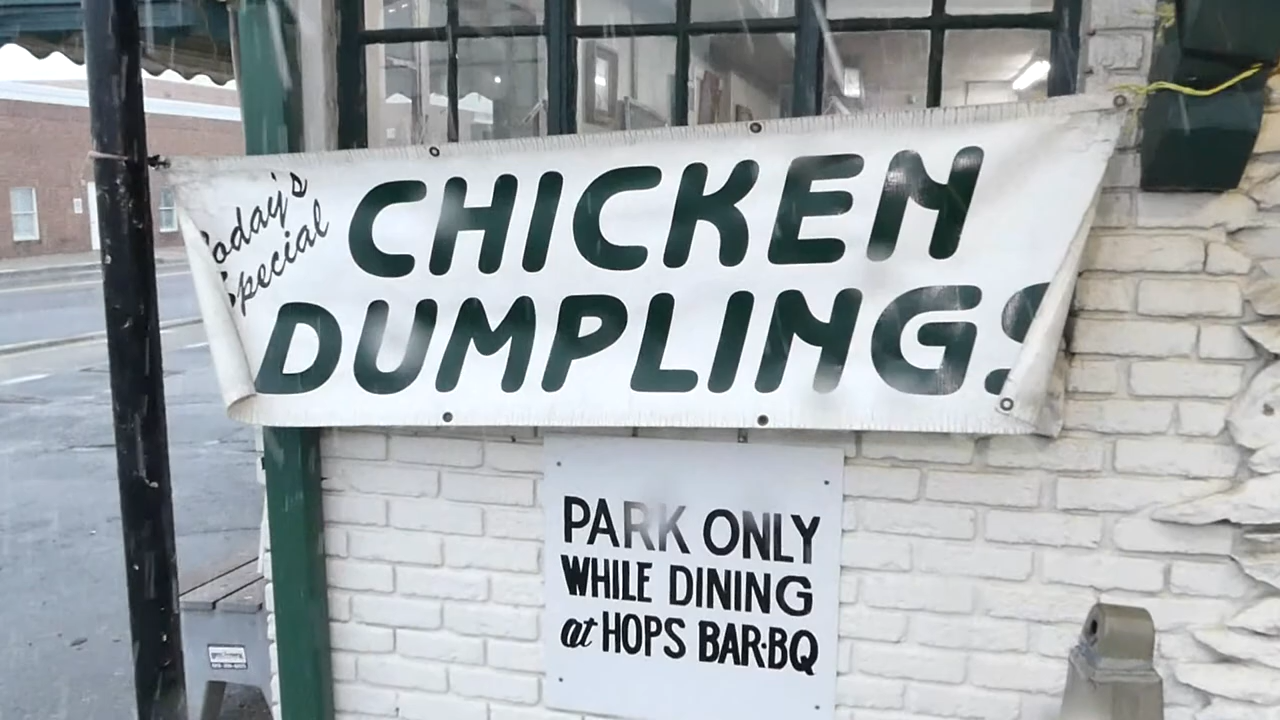 Today's
Special
CHICKEN
DUMPLINGS
PARK ONLY
WHILE DINING
at HOPS BAR·BQ